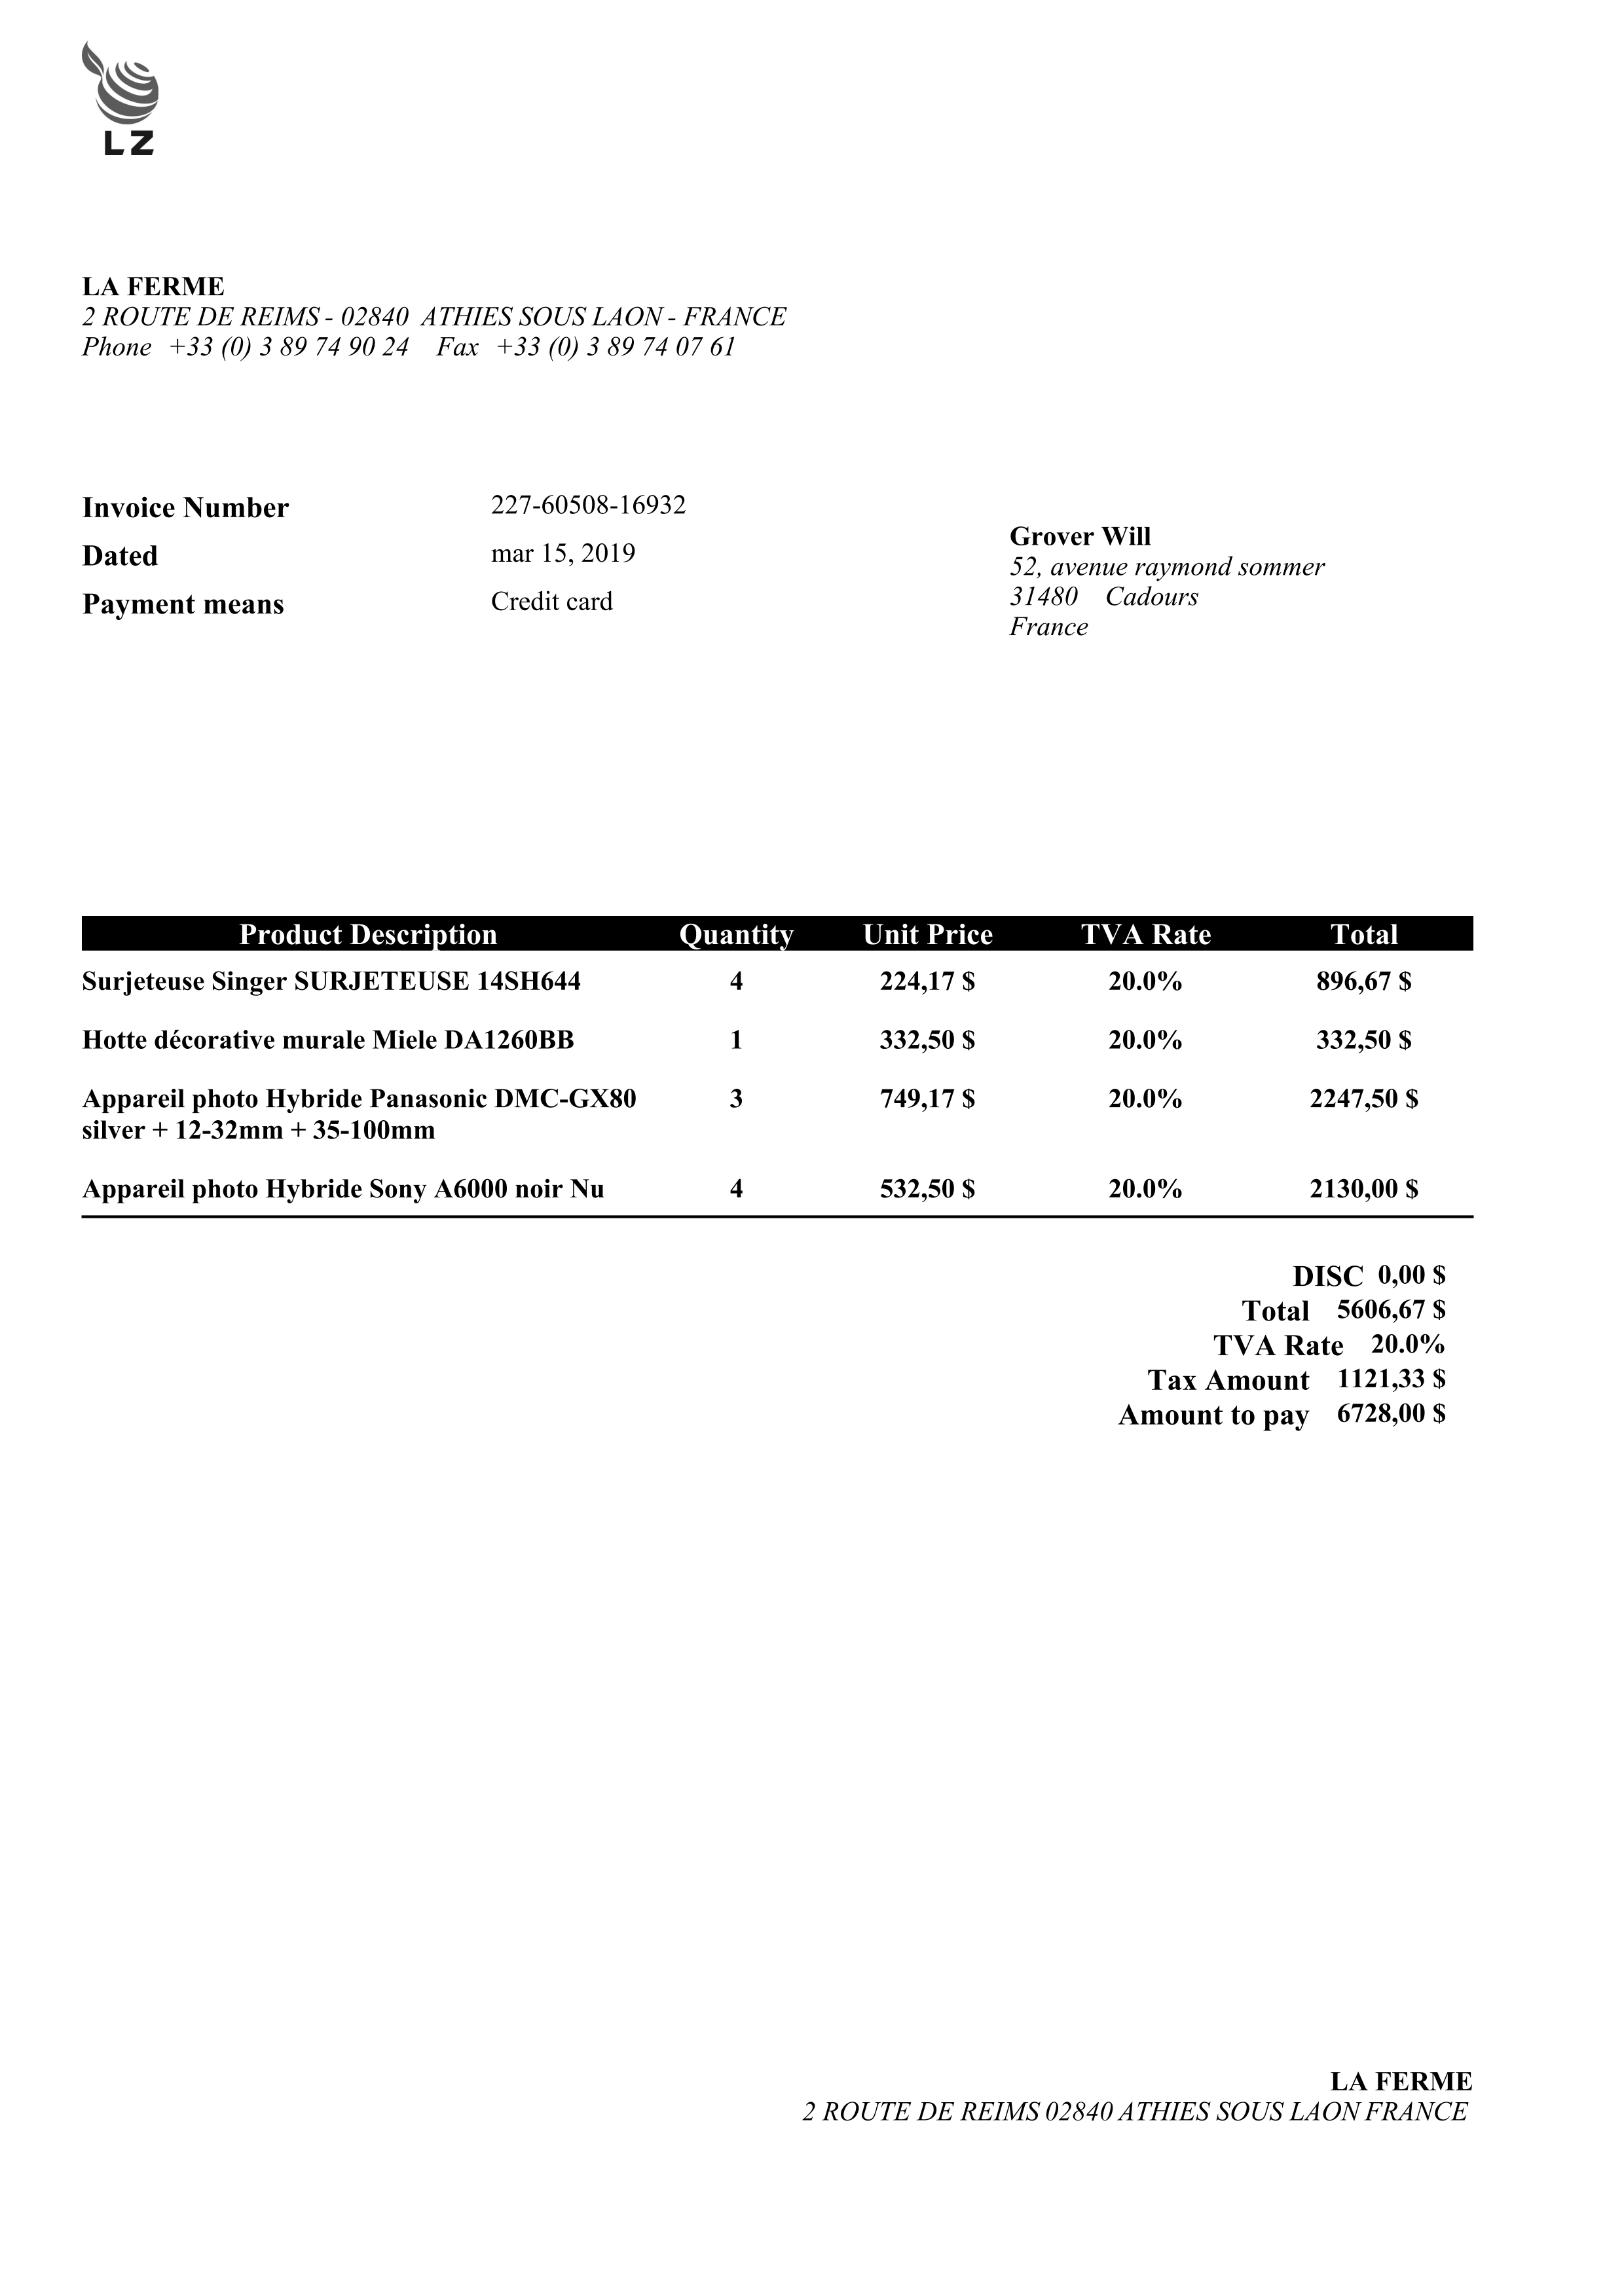 LZ
LA FERME
2 ROUTE DE REIMS - 02840 ATHIES SOUS LAON - FRANCE
Phone +33 (0) 3 89 74 90 24 Fax +33 (0) 3 89 74 07 61
Invoice Number 227-60508-16932
Dated mar 15, 2019
Payment means Credit card
Grover Will
52, avenue raymond sommer
31480 Cadours
France
Product Description Quantity Unit Price TVA Rate Total
Surjeteuse Singer SURJETEUSE 14SH644 4 224,17 $ 20.0% 896,67 $
Hotte décorative murale Miele DA1260BB 1 332,50 $ 20.0% 332,50 $
Appareil photo Hybride Panasonic DMC-GX80 3 749,17 $ 20.0% 2247,50 $
silver + 12-32mm + 35-100mm
Appareil photo Hybride Sony A6000 noir Nu 4 532,50 $ 20.0% 2130,00 $
DISC 0,00 $
Total 5606,67 $
TVA Rate 20.0%
Tax Amount 1121,33 $
Amount to pay 6728,00 $
LA FERME
2 ROUTE DE REIMS 02840 ATHIES SOUS LAON FRANCE